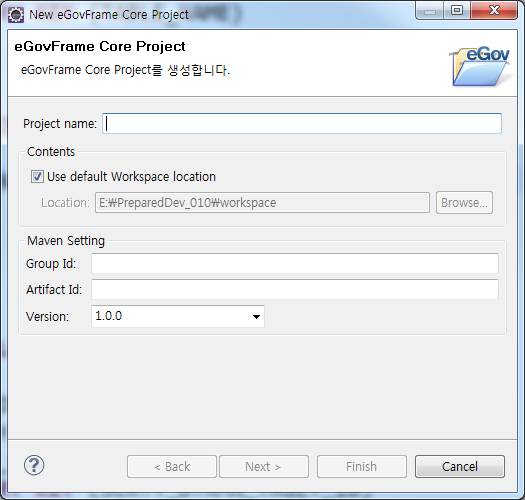 New eGovFrame Core Project
eGovFrame Core Project
eGovFrame Core Project를 생성합니다.
eGov
Project name:
Contents
Use default Workspace location
Location: E:₩PreparedDev_010₩workspace Browse...
Maven Setting
Group Id:
Artifact Id:
Version: 1.0.0
? < Back Next > Finish Cancel